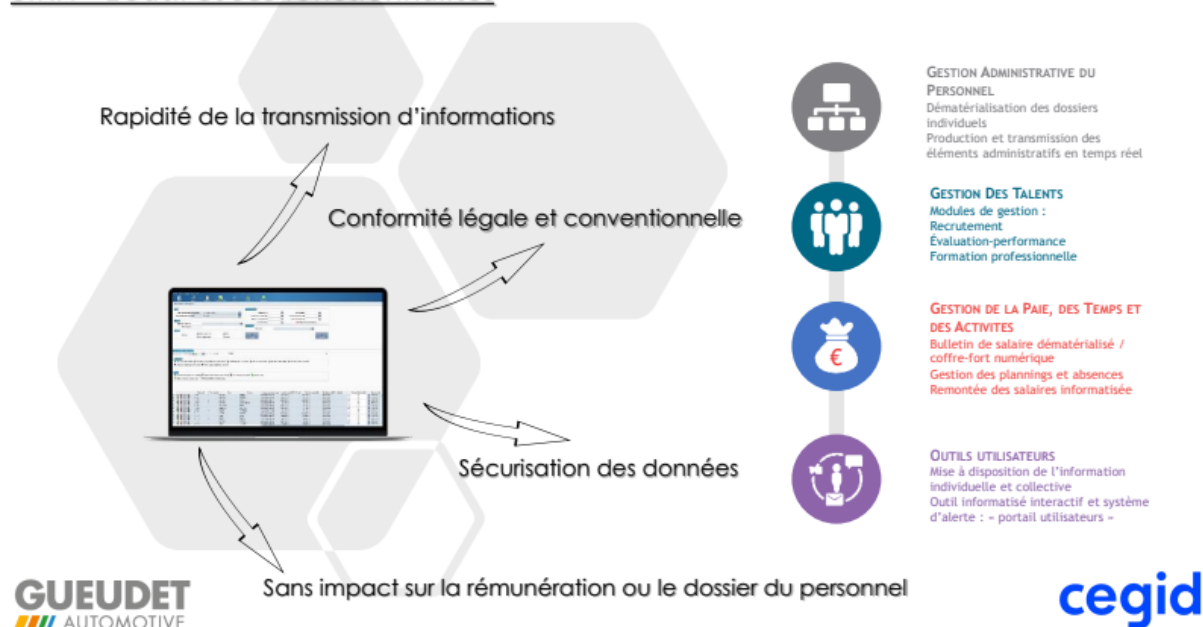 Rapidité de la transmission d'informations
Conformité légale et conventionnelle
Sécurisation des données
Sans impact sur la rémunération ou le dossier du personnel
GESTION ADMINISTRATIVE DU
PERSONNEL
Dématérialisation des dossiers
individuels
Production et transmission des
éléments administratifs en temps réel
GESTION DES TALENTS
Modules de gestion :
Recrutement
Évaluation-performance
Formation professionnelle
€
GESTION DE LA PAIE, DES TEMPS ET
DES ACTIVITES
Bulletin de salaire dématérialisé /
coffre-fort numérique
Gestion des plannings et absences
Remontée des salaires informatisée
OUTILS UTILISATEURS
Mise à disposition de l'information
individuelle et collective
Outil informatisé interactif et système
d'alerte : « portail utilisateurs »
GUEUDET
AUTOMOTIVE
cegid